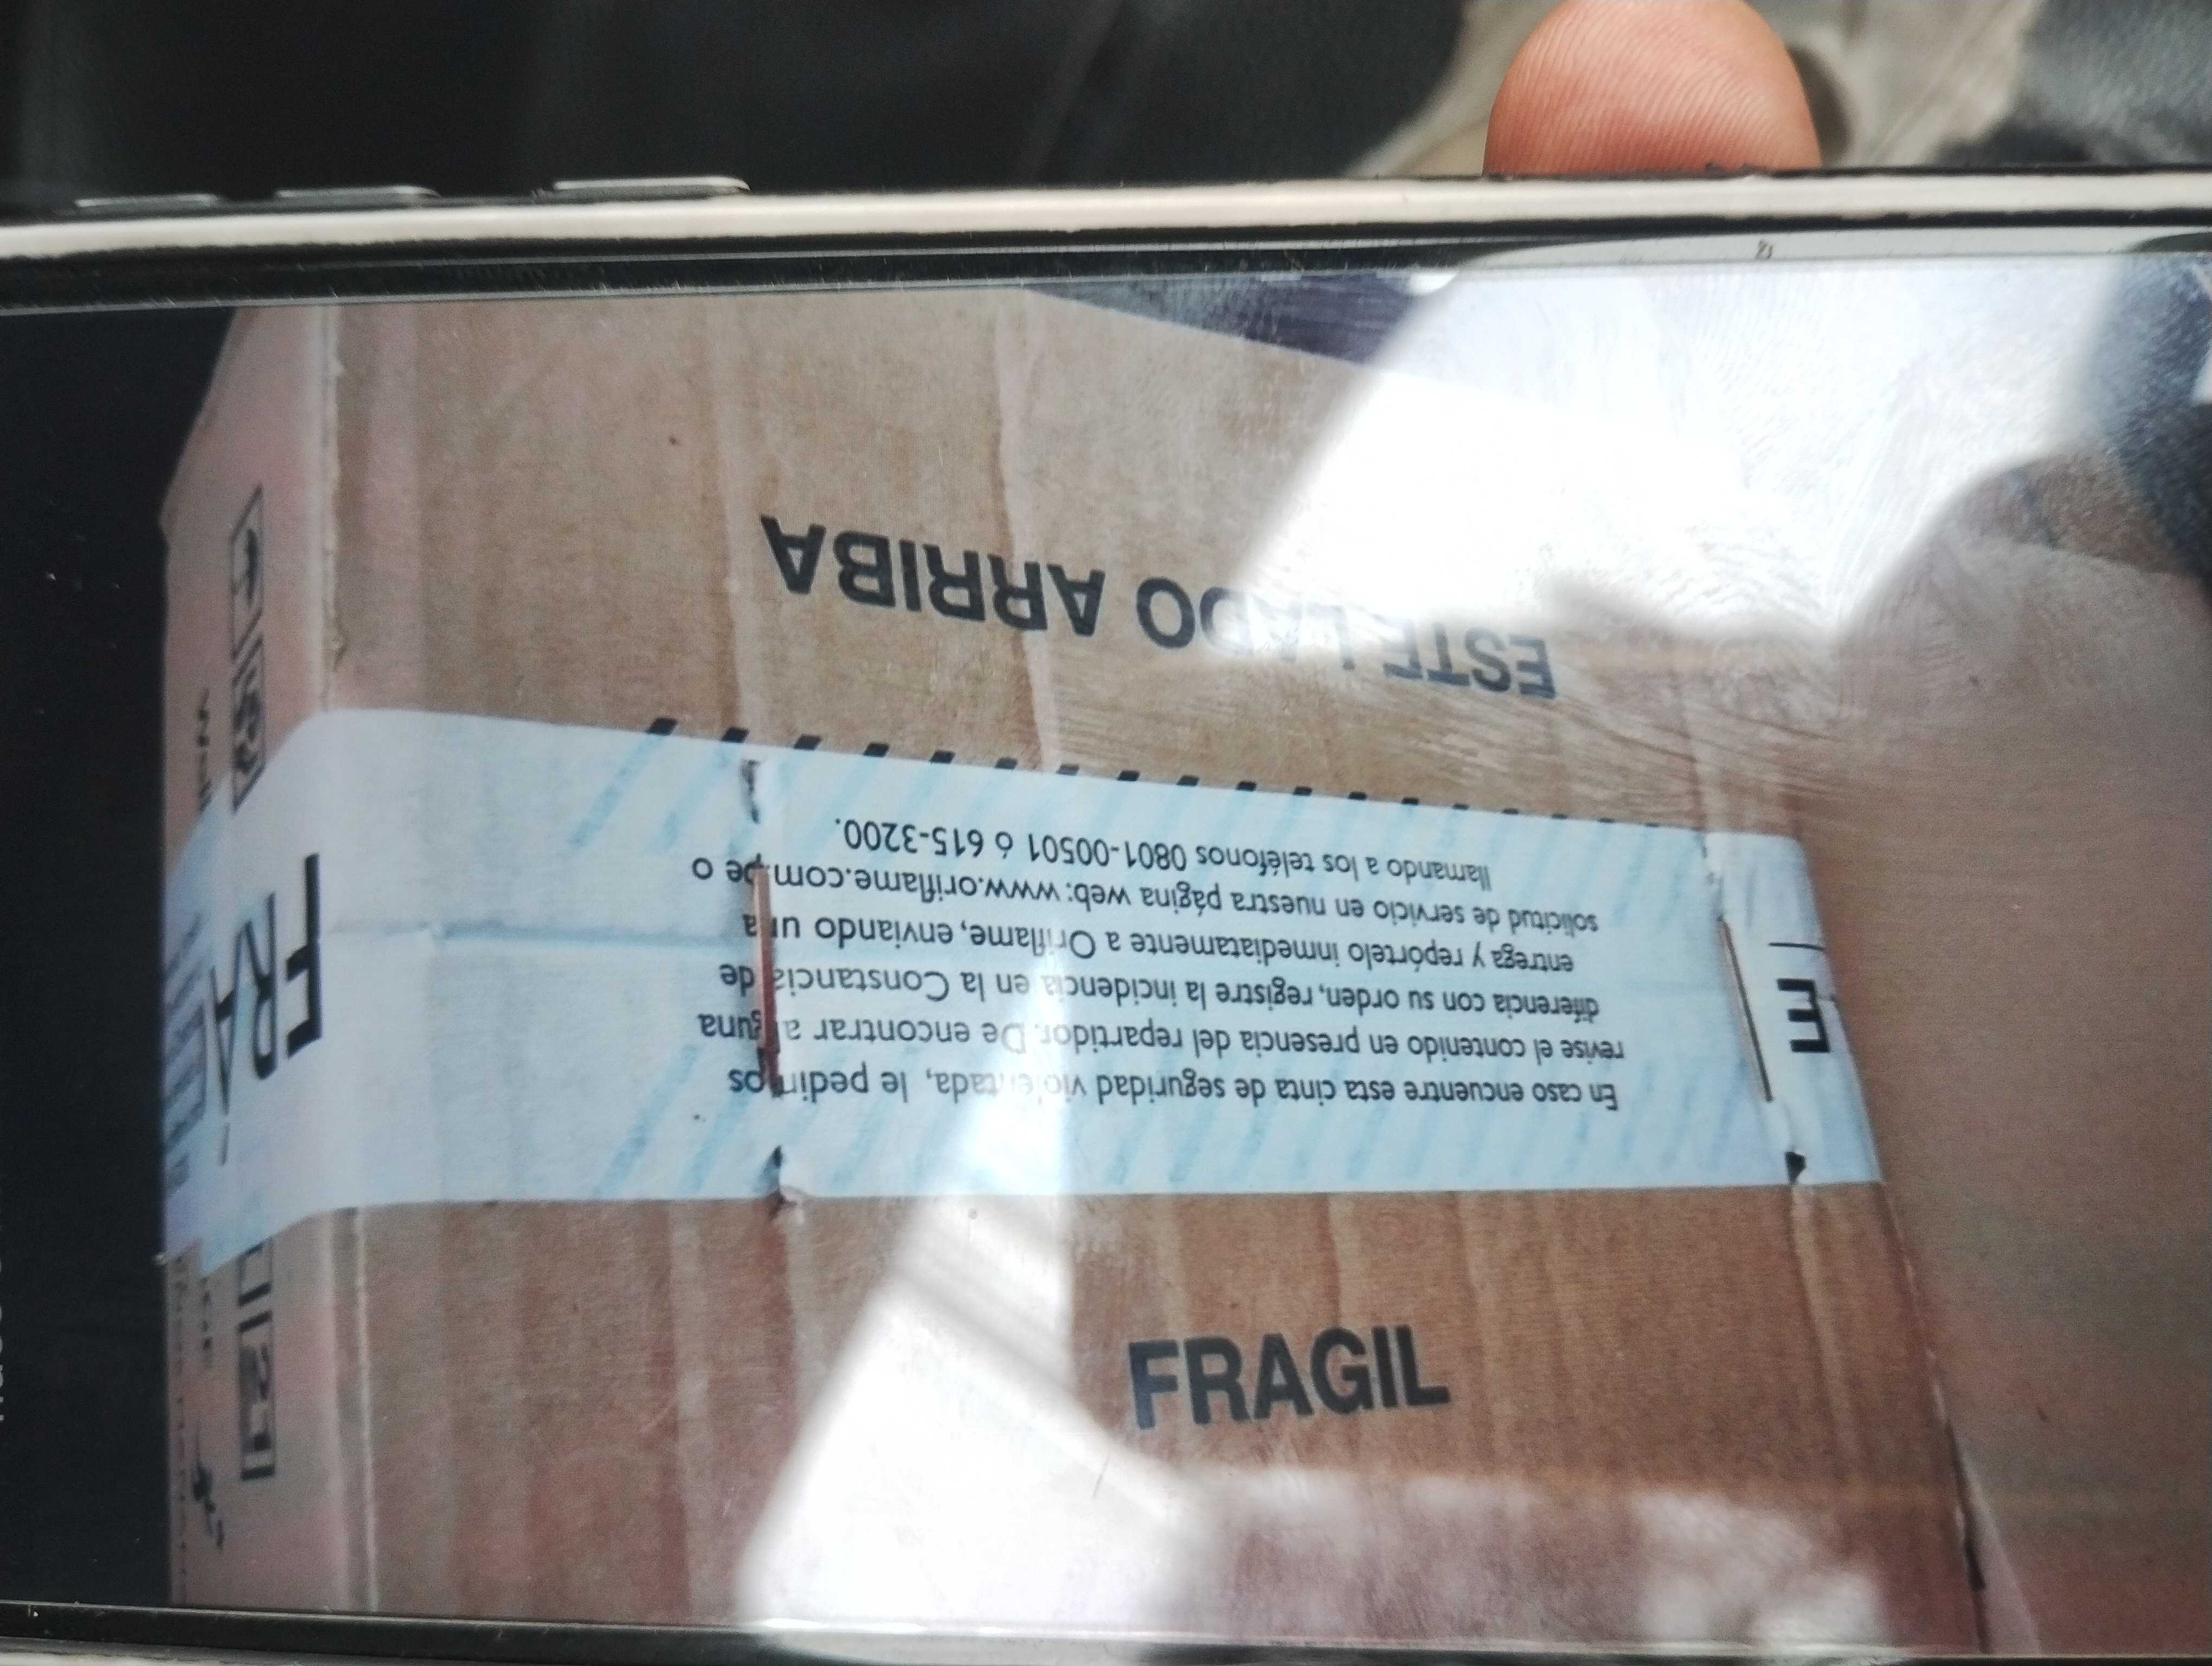 ESTE LADO ARRIBA
En caso encuentre esta cinta de seguridad violentada, le pedimos
revise el contenido en presencia del repartidor. De encontrar alguna
diferencia con su orden, registre la incidencia en la Constancia de
entrega y repórtelo inmediatamente a Oriflame, enviando una
solicitud de servicio en nuestra página web: www.oriflame.com.pe o
llamando a los teléfonos 0801-00501 ó 615-3200.
FRA
E
FRAGIL